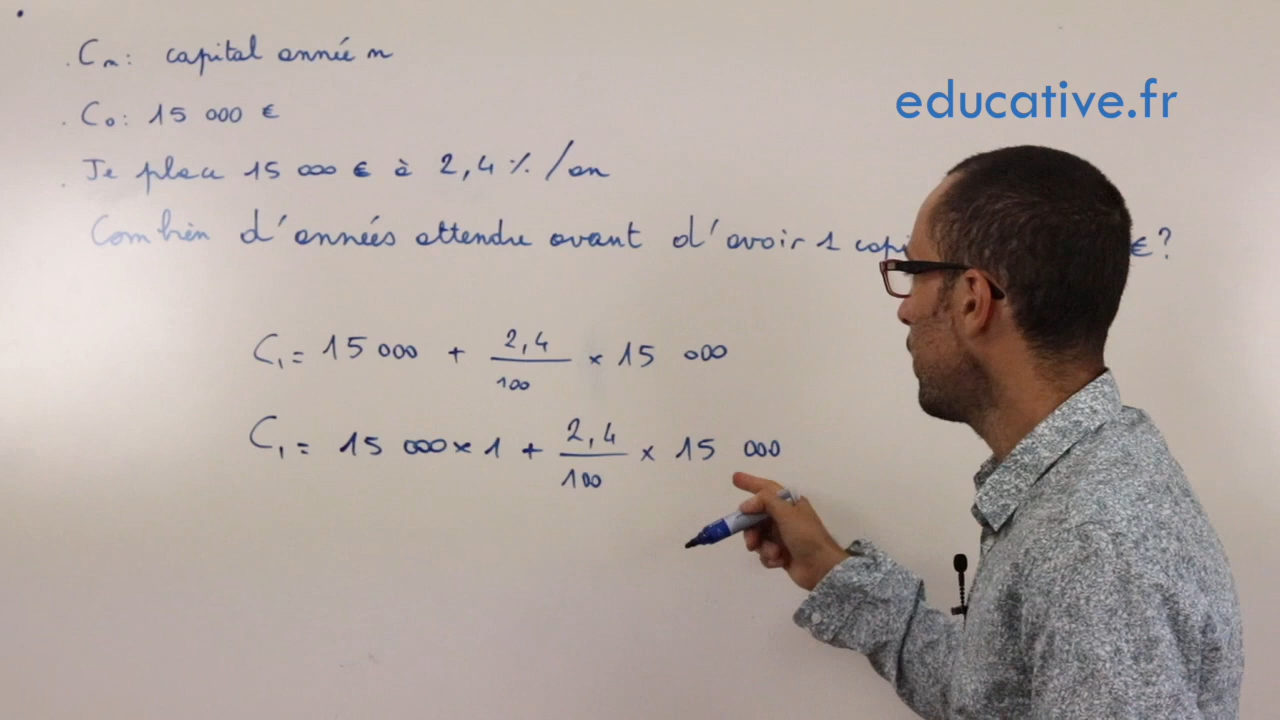 . Cₙ : capital année n
educative.fr
. C₀ : 15 000 €
. Je place 15 000 € à 2,4 % /an
Combien d'années attendre avant d'avoir 1 €?
C₁ = 15 000 + 2,4/100 × 15 000
C₁ = 15 000 × 1 + 2,4/100 × 15 000